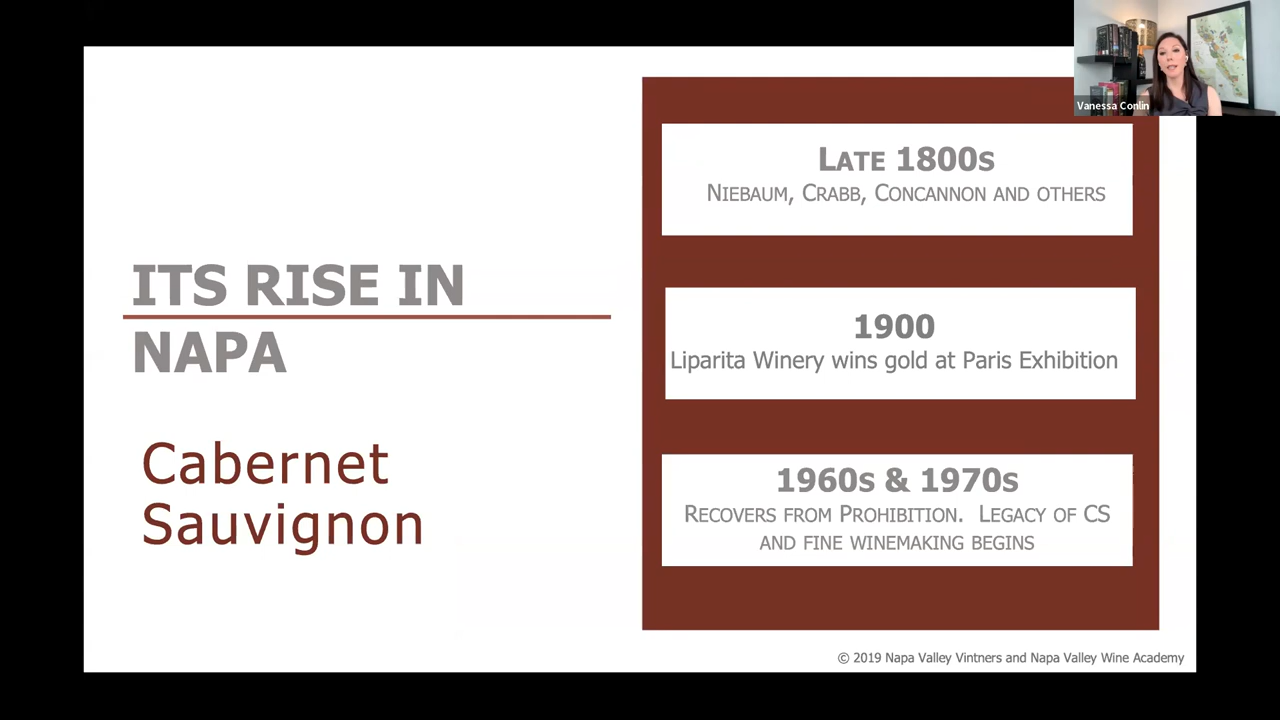 Vanessa Conlin
ITS RISE IN
NAPA
Cabernet
Sauvignon
LATE 1800S
NIEBAUM, CRABB, CONCANNON AND OTHERS
1900
Liparita Winery wins gold at Paris Exhibition
1960S & 1970S
RECOVERS FROM PROHIBITION. LEGACY OF CS
AND FINE WINEMAKING BEGINS
© 2019 Napa Valley Vintners and Napa Valley Wine Academy